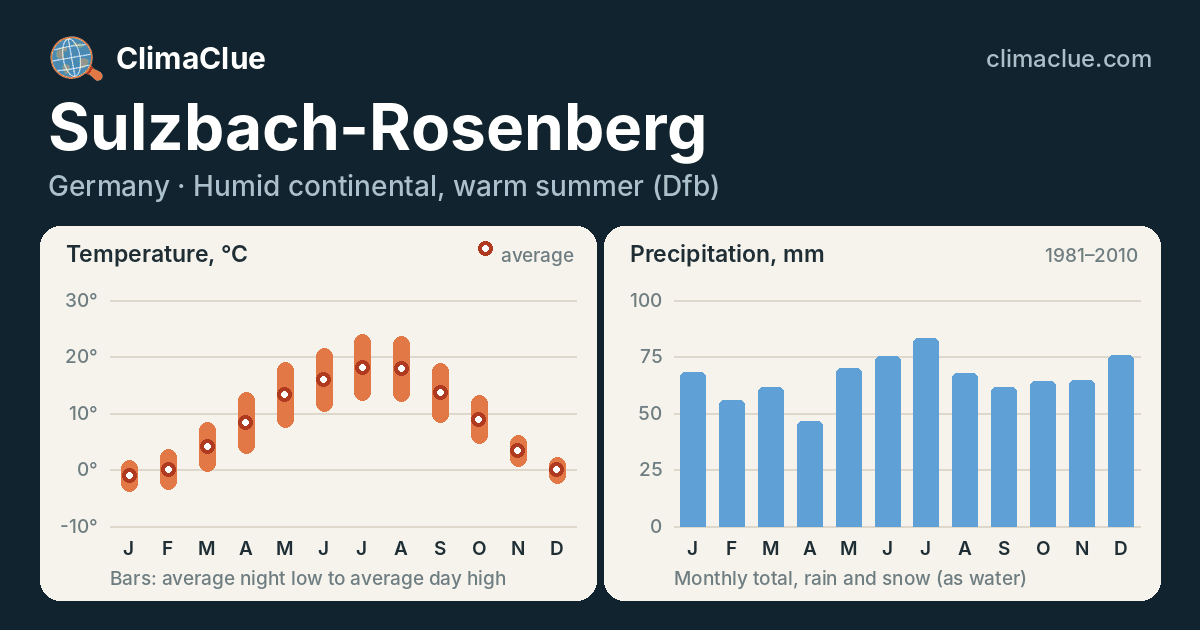 ClimaClue
climaclue.com
Sulzbach-Rosenberg
Germany · Humid continental, warm summer (Dfb)
Temperature, °C
average
30°
20°
10°
0°
-10°
J F M A M J J A S O N D
Bars: average night low to average day high
Precipitation, mm
1981–2010
100
75
50
25
0
J F M A M J J A S O N D
Monthly total, rain and snow (as water)